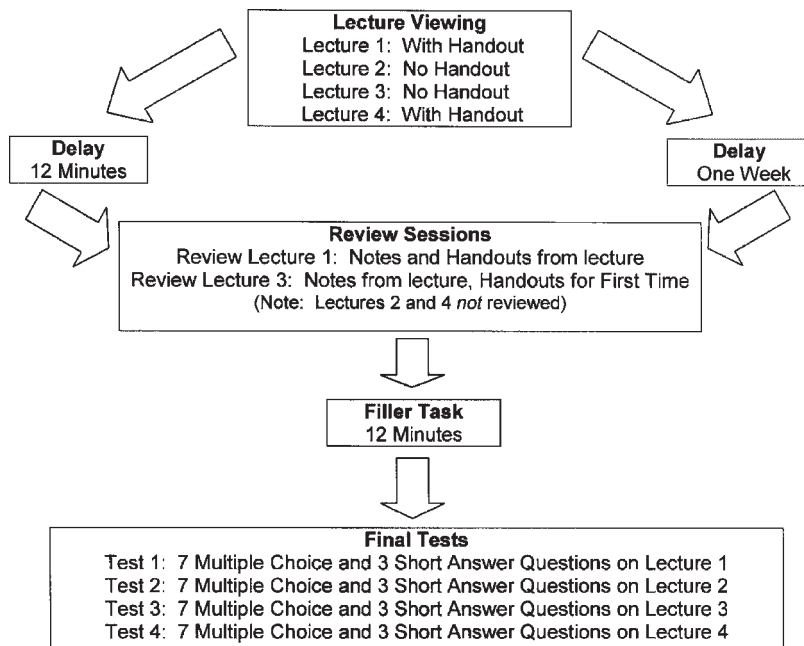 Lecture Viewing
Lecture 1: With Handout
Lecture 2: No Handout
Lecture 3: No Handout
Lecture 4: With Handout
Delay
12 Minutes
Delay
One Week
Review Sessions
Review Lecture 1: Notes and Handouts from lecture
Review Lecture 3: Notes from lecture, Handouts for First Time
(Note: Lectures 2 and 4 not reviewed)
Filler Task
12 Minutes
Final Tests
Test 1: 7 Multiple Choice and 3 Short Answer Questions on Lecture 1
Test 2: 7 Multiple Choice and 3 Short Answer Questions on Lecture 2
Test 3: 7 Multiple Choice and 3 Short Answer Questions on Lecture 3
Test 4: 7 Multiple Choice and 3 Short Answer Questions on Lecture 4